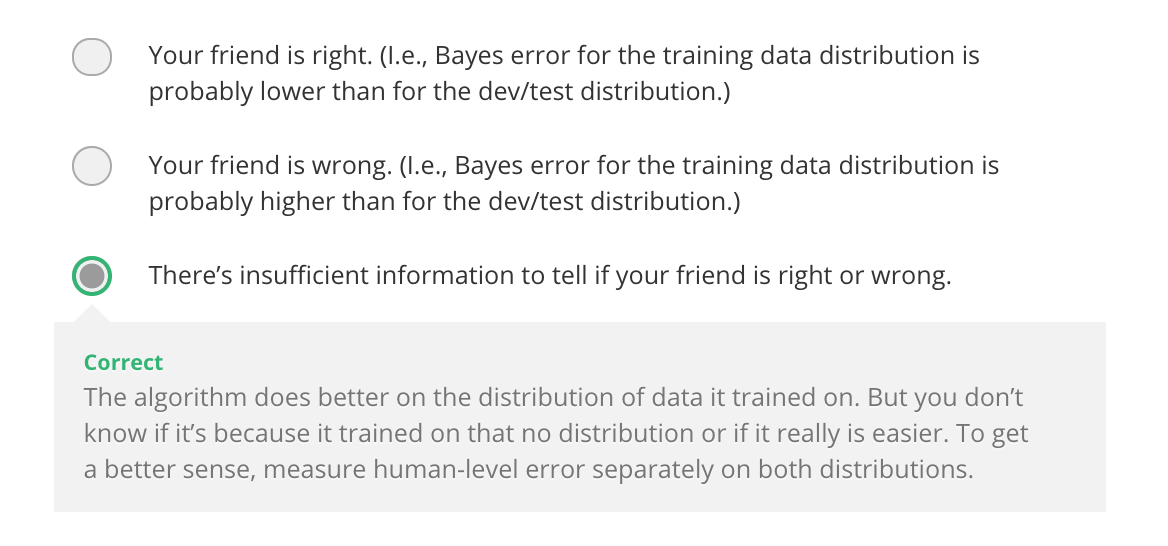 Your friend is right. (I.e., Bayes error for the training data distribution is
probably lower than for the dev/test distribution.)
Your friend is wrong. (I.e., Bayes error for the training data distribution is
probably higher than for the dev/test distribution.)
There’s insufficient information to tell if your friend is right or wrong.
Correct
The algorithm does better on the distribution of data it trained on. But you don’t
know if it’s because it trained on that no distribution or if it really is easier. To get
a better sense, measure human-level error separately on both distributions.